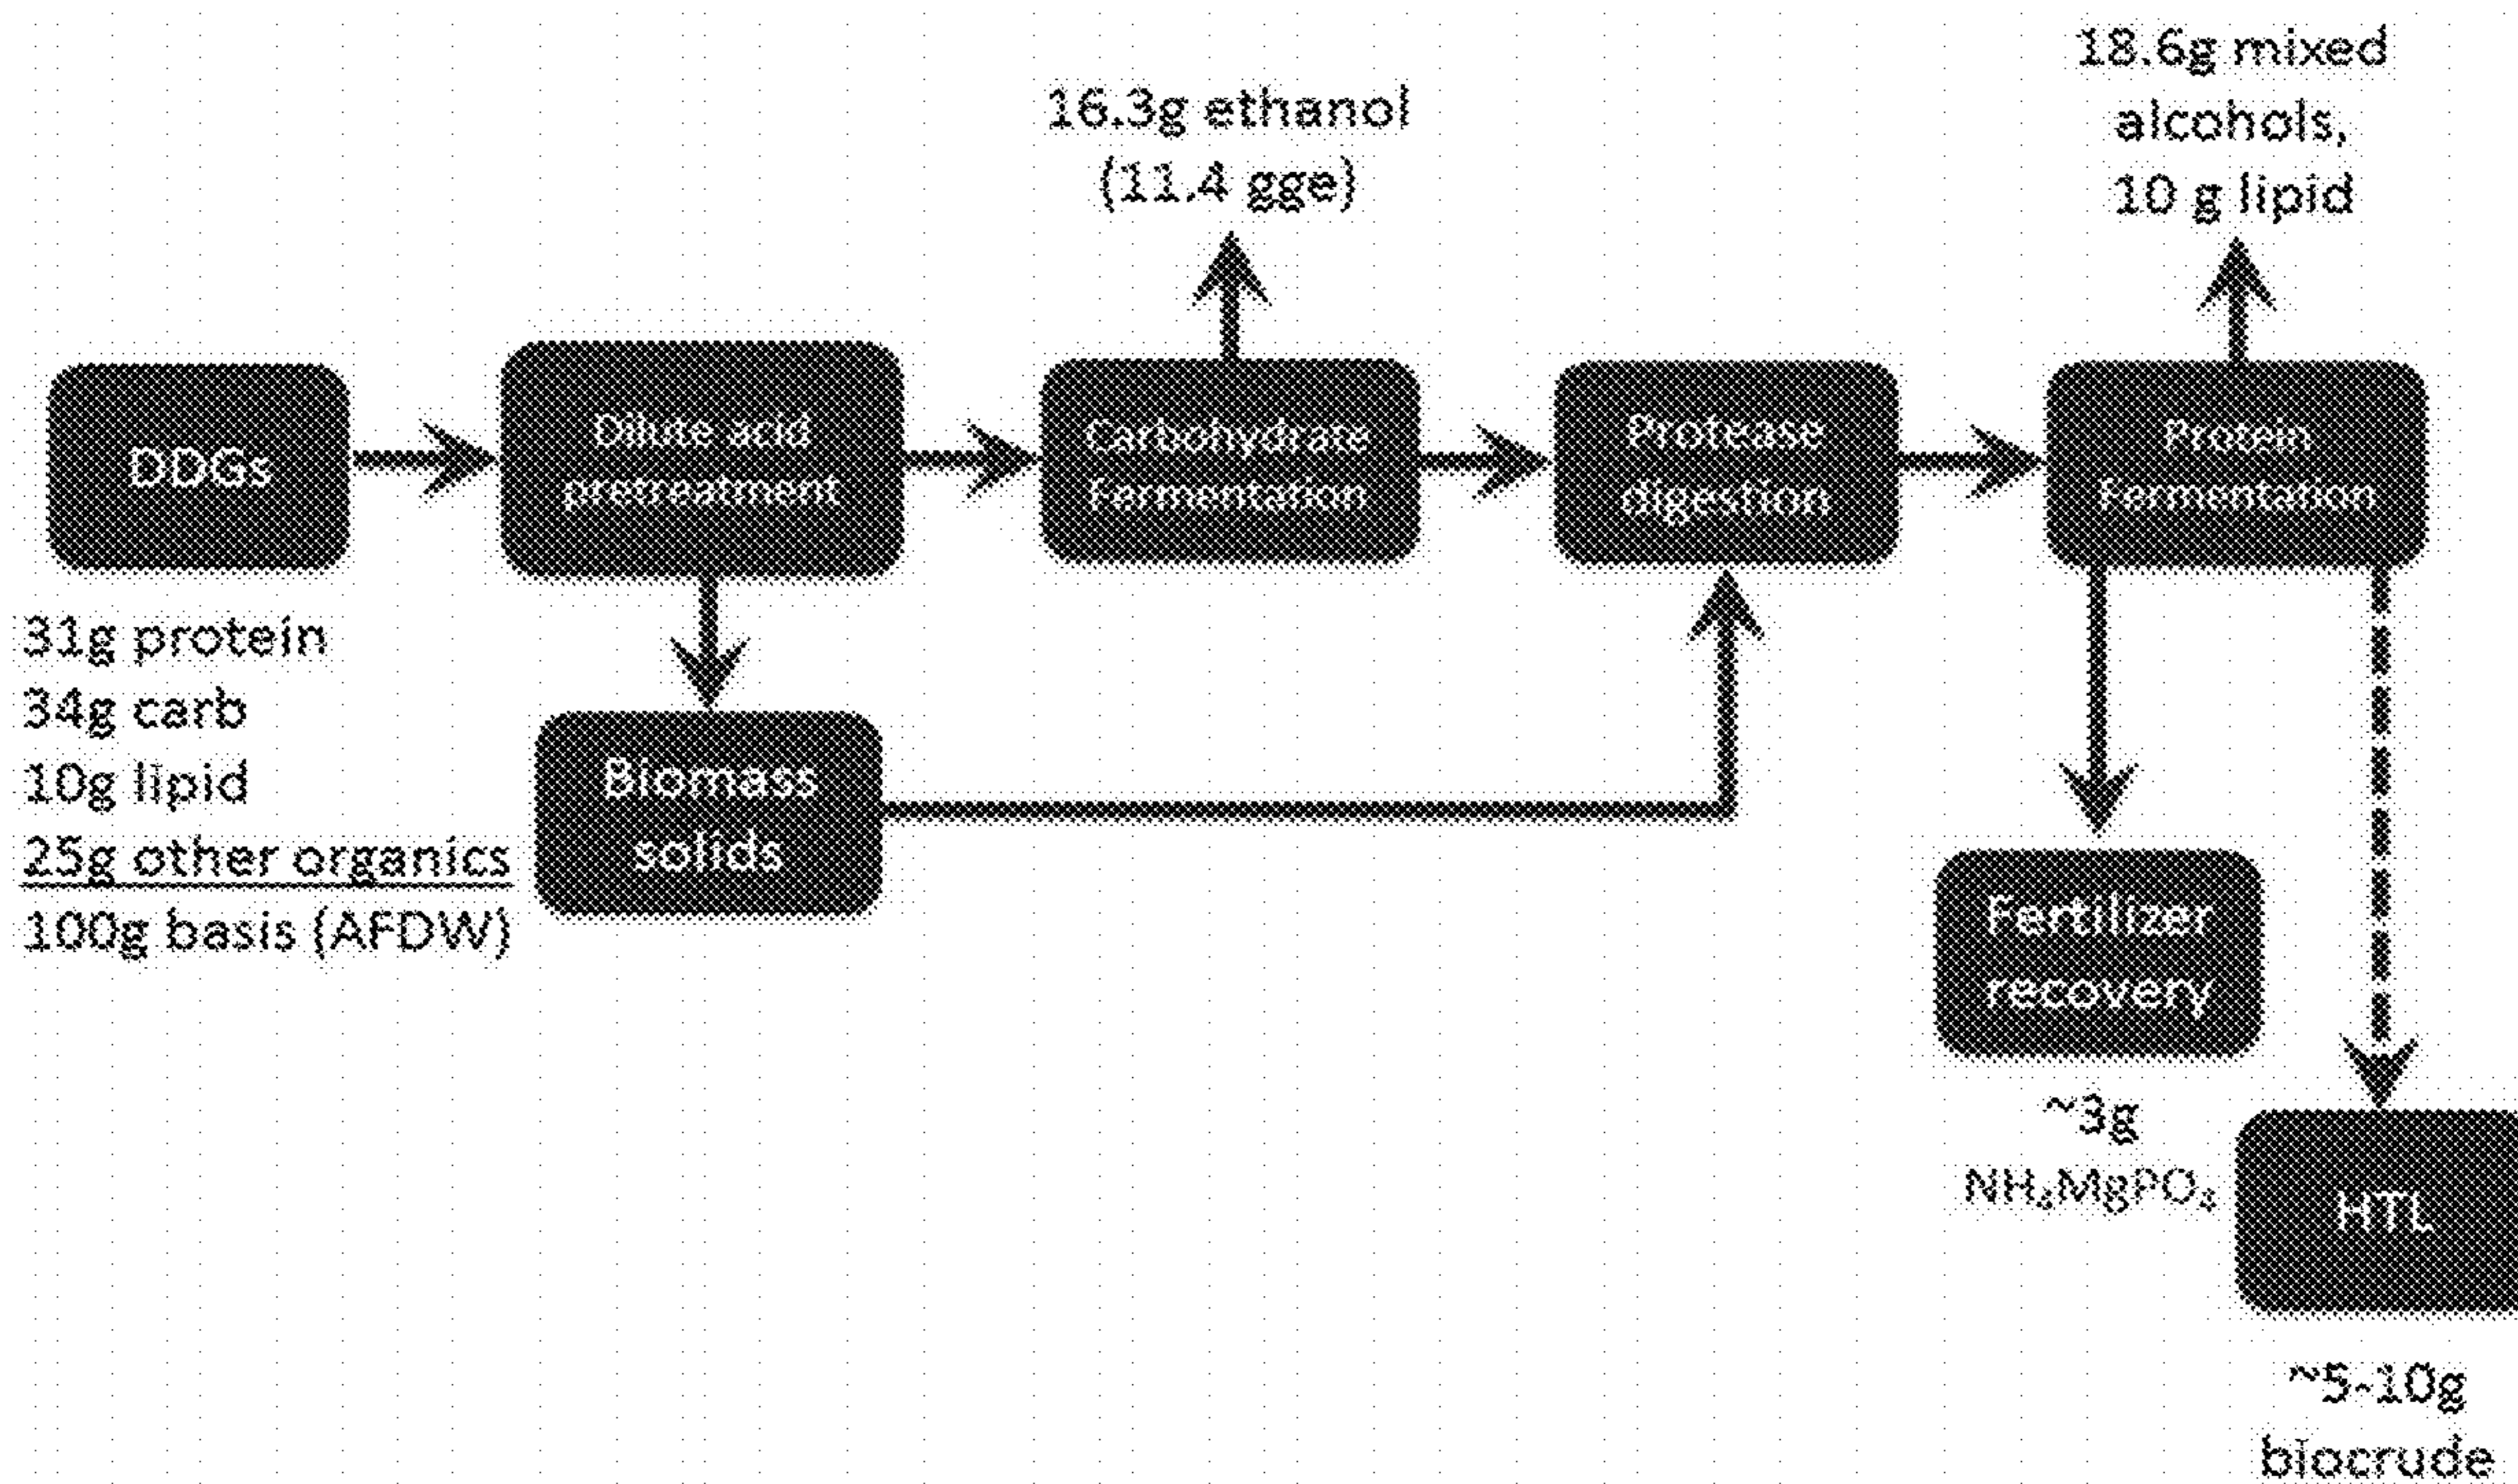 18.6g mixed
alcohols,
10 g lipid
16.3g ethanol
(11.4 gge)
DDGs
Dilute acid
pretreatment
Carbohydrate
Fermentation
Protease
digestion
Protein
Fermentation
31g protein
34g carb
10g lipid
25g other organics
100g basis (AFDW)
Biomass
solids
Fertilizer
recovery
~3g
NH₄MgPO₄
HTL
~5-10g
biocrude